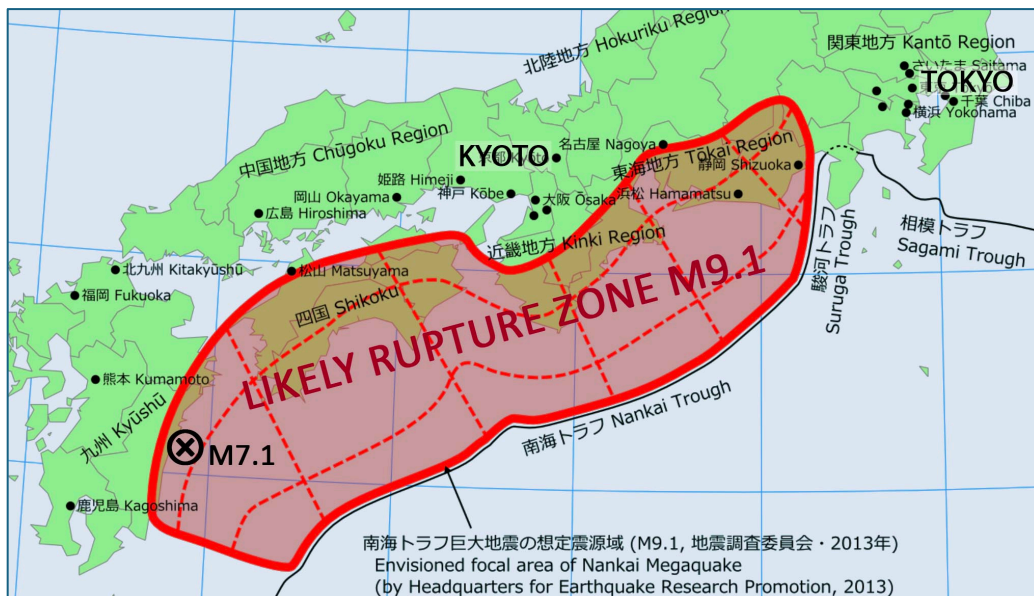 北陸地方 Hokuriku Region
関東地方 Kantō Region
さいたま Saitama
TOKYO
千葉 Chiba
横浜 Yokohama
中国地方 Chūgoku Region
KYOTO
京都 Kyoto
名古屋 Nagoya
東海地方 Tōkai Region
静岡 Shizuoka
姫路 Himeji
岡山 Okayama
神戸 Kōbe
大阪 Ōsaka
浜松 Hamamatsu
広島 Hiroshima
近畿地方 Kinki Region
相模トラフ
Sagami Trough
駿河トラフ
Suruga Trough
北九州 Kitakyūshū
松山 Matsuyama
福岡 Fukuoka
四国 Shikoku
LIKELY RUPTURE ZONE M9.1
熊本 Kumamoto
九州 Kyūshū
南海トラフ Nankai Trough
M7.1
鹿児島 Kagoshima
南海トラフ巨大地震の想定震源域 (M9.1, 地震調査委員会・2013年)
Envisioned focal area of Nankai Megaquake
(by Headquarters for Earthquake Research Promotion, 2013)